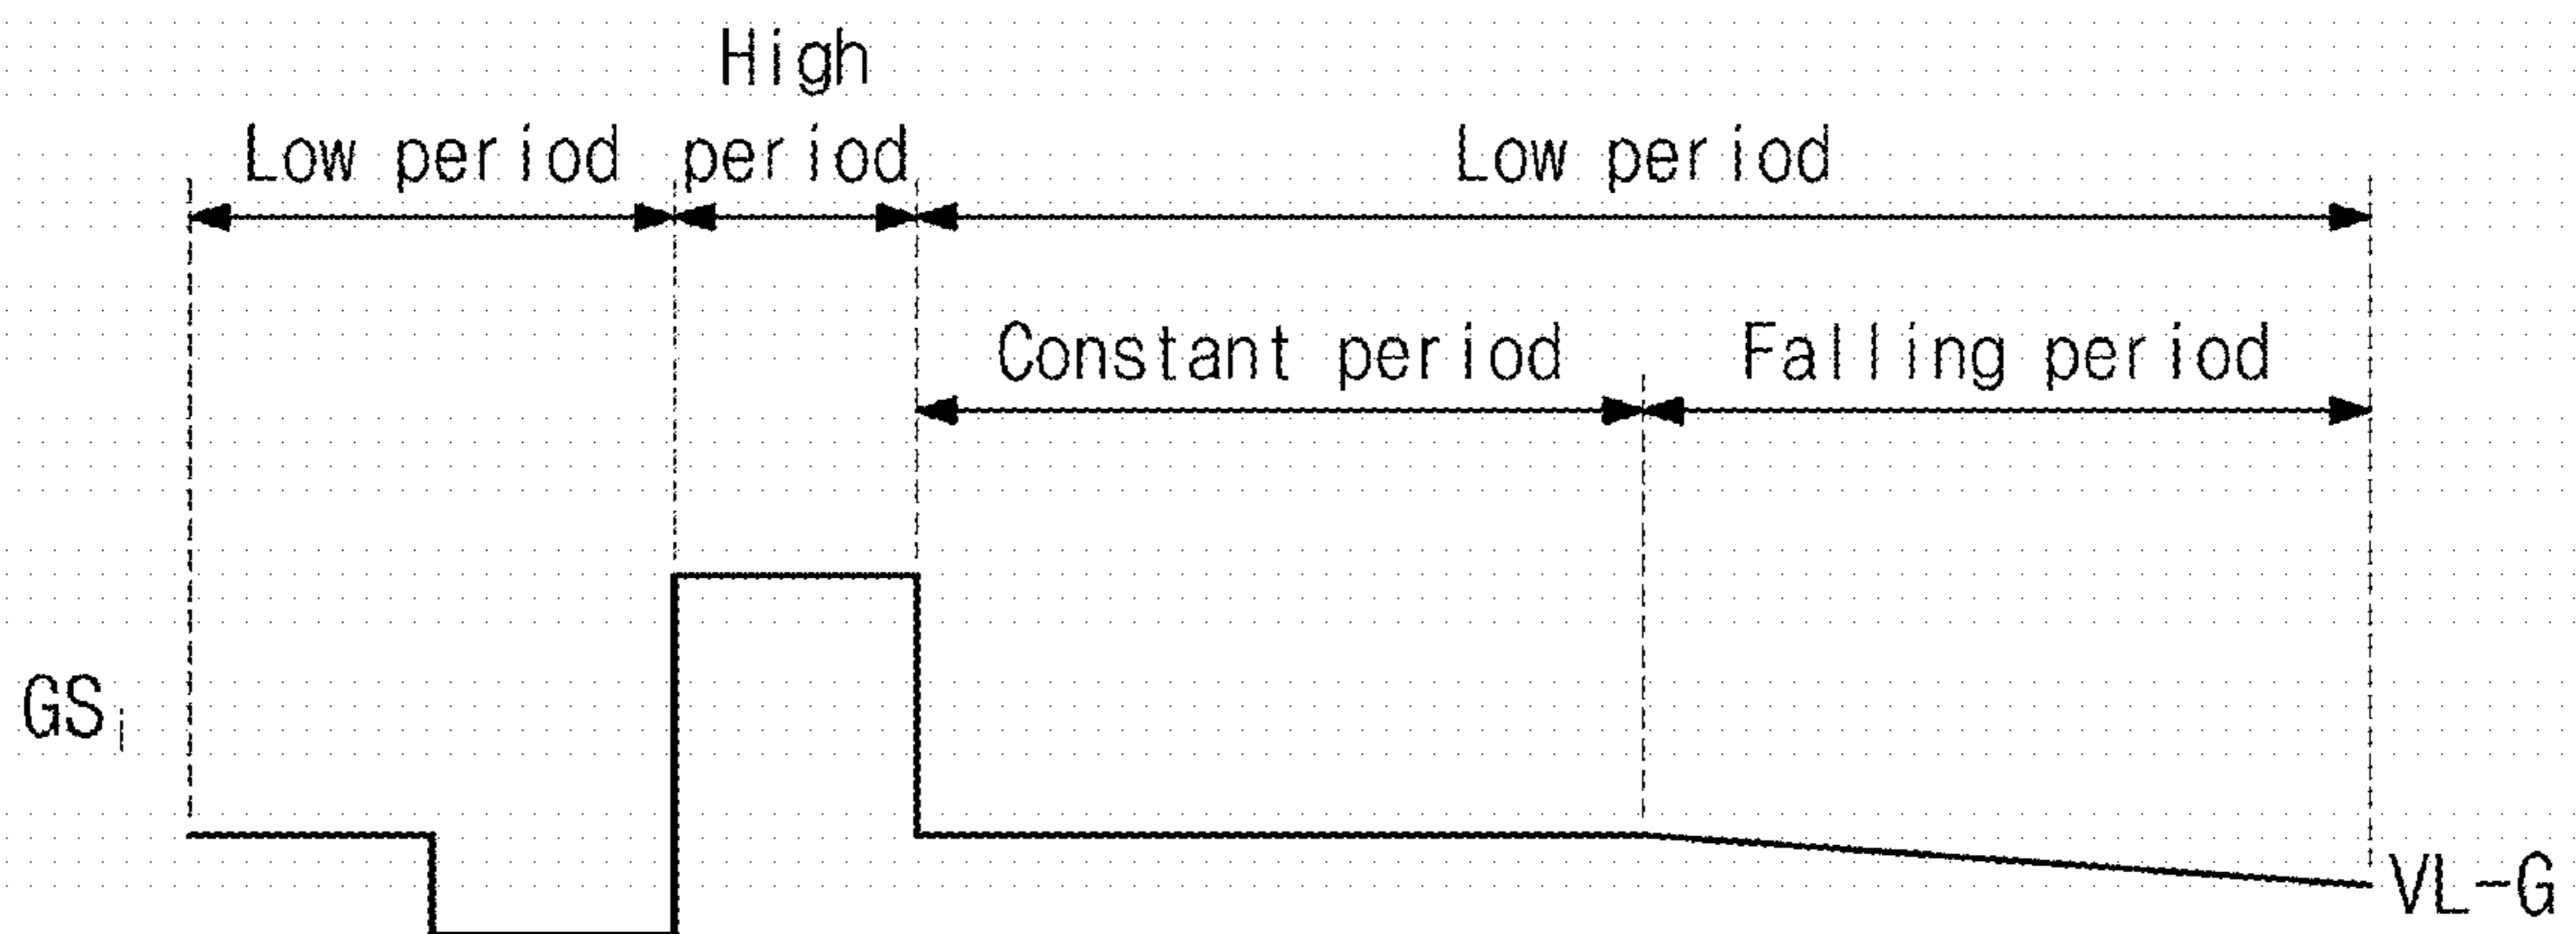 High
Low period period Low period
Constant period Falling period
GSi
VL-G